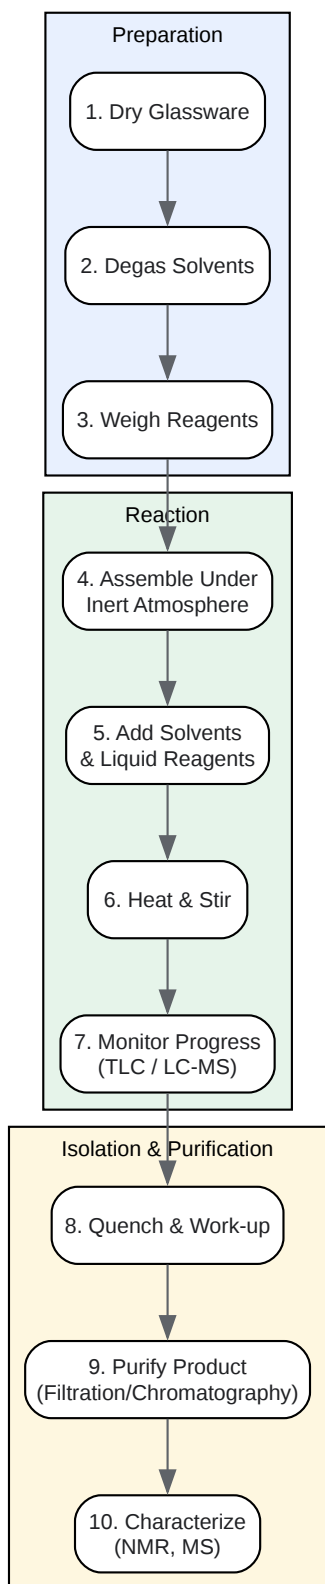 Preparation
1. Dry Glassware
2. Degas Solvents
3. Weigh Reagents
Reaction
4. Assemble Under
Inert Atmosphere
5. Add Solvents
& Liquid Reagents
6. Heat & Stir
7. Monitor Progress
(TLC / LC-MS)
Isolation & Purification
8. Quench & Work-up
9. Purify Product
(Filtration/Chromatography)
10. Characterize
(NMR, MS)